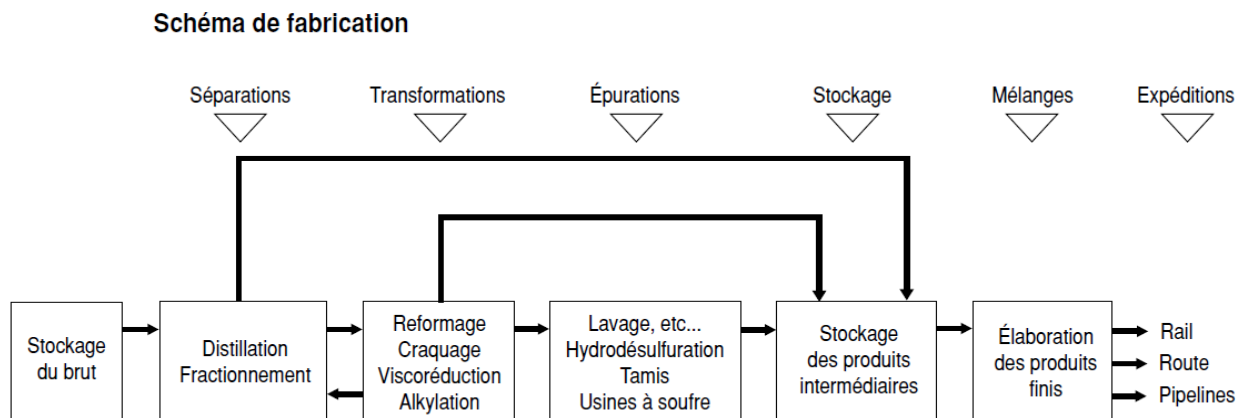 Schéma de fabrication
Séparations
Transformations
Épurations
Stockage
Mélanges
Expéditions
Stockage
du brut
Distillation
Fractionnement
Reformage
Craquage
Viscoréduction
Alkylation
Lavage, etc...
Hydrodésulfuration
Tamis
Usines à soufre
Stockage
des produits
intermédiaires
Élaboration
des produits
finis
Rail
Route
Pipelines